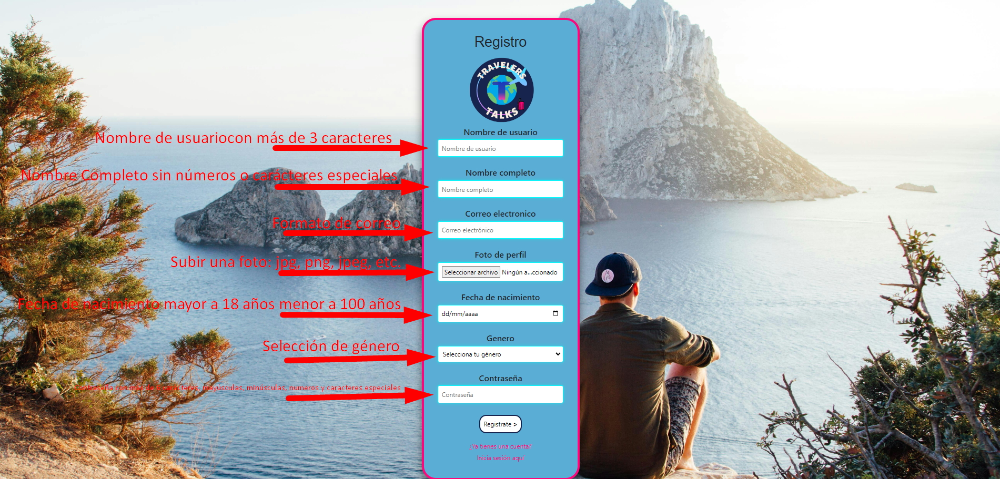 Registro
TRAVELERS
T
TALKS
Nombre de usuario
Nombre de usuariocon más de 3 caracteres
Nombre de usuario
Nombre completo
Nombre Completo sin números o carácteres especiales
Nombre completo
Correo electronico
Formato de correo
Correo electrónico
Foto de perfil
Subir una foto: jpg, png, jpeg, etc.
Seleccionar archivo Ningún a...ccionado
Fecha de nacimiento
Fecha de nacimiento mayor a 18 años menor a 100 años
dd/mm/aaaa
Genero
Selección de género
Selecciona tu género
Contraseña
Contraseña con más de caracteres, mayúsculas, minúsculas, numeros y caracteres especiales
Contraseña
Registrate >
¿Ya tienes una cuenta?
Inicia sesión aquí